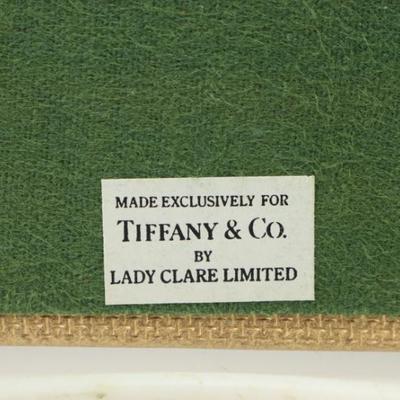 MADE EXCLUSIVELY FOR
TIFFANY & CO.
BY
LADY CLARE LIMITED